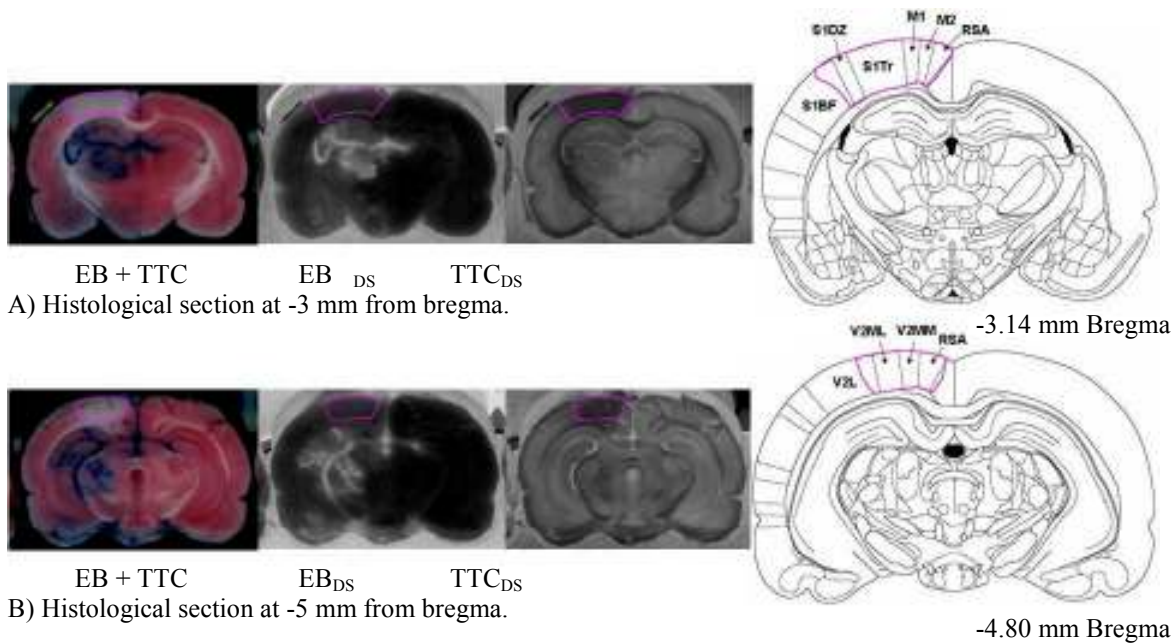 M1
M2
S1DZ
RSA
S1Tr
S1BF
EB + TTC EB DS TTCDS
A) Histological section at -3 mm from bregma.
-3.14 mm Bregma
V2ML V2MM RSA
V2L
EB + TTC EBDS TTCDS
B) Histological section at -5 mm from bregma.
-4.80 mm Bregma